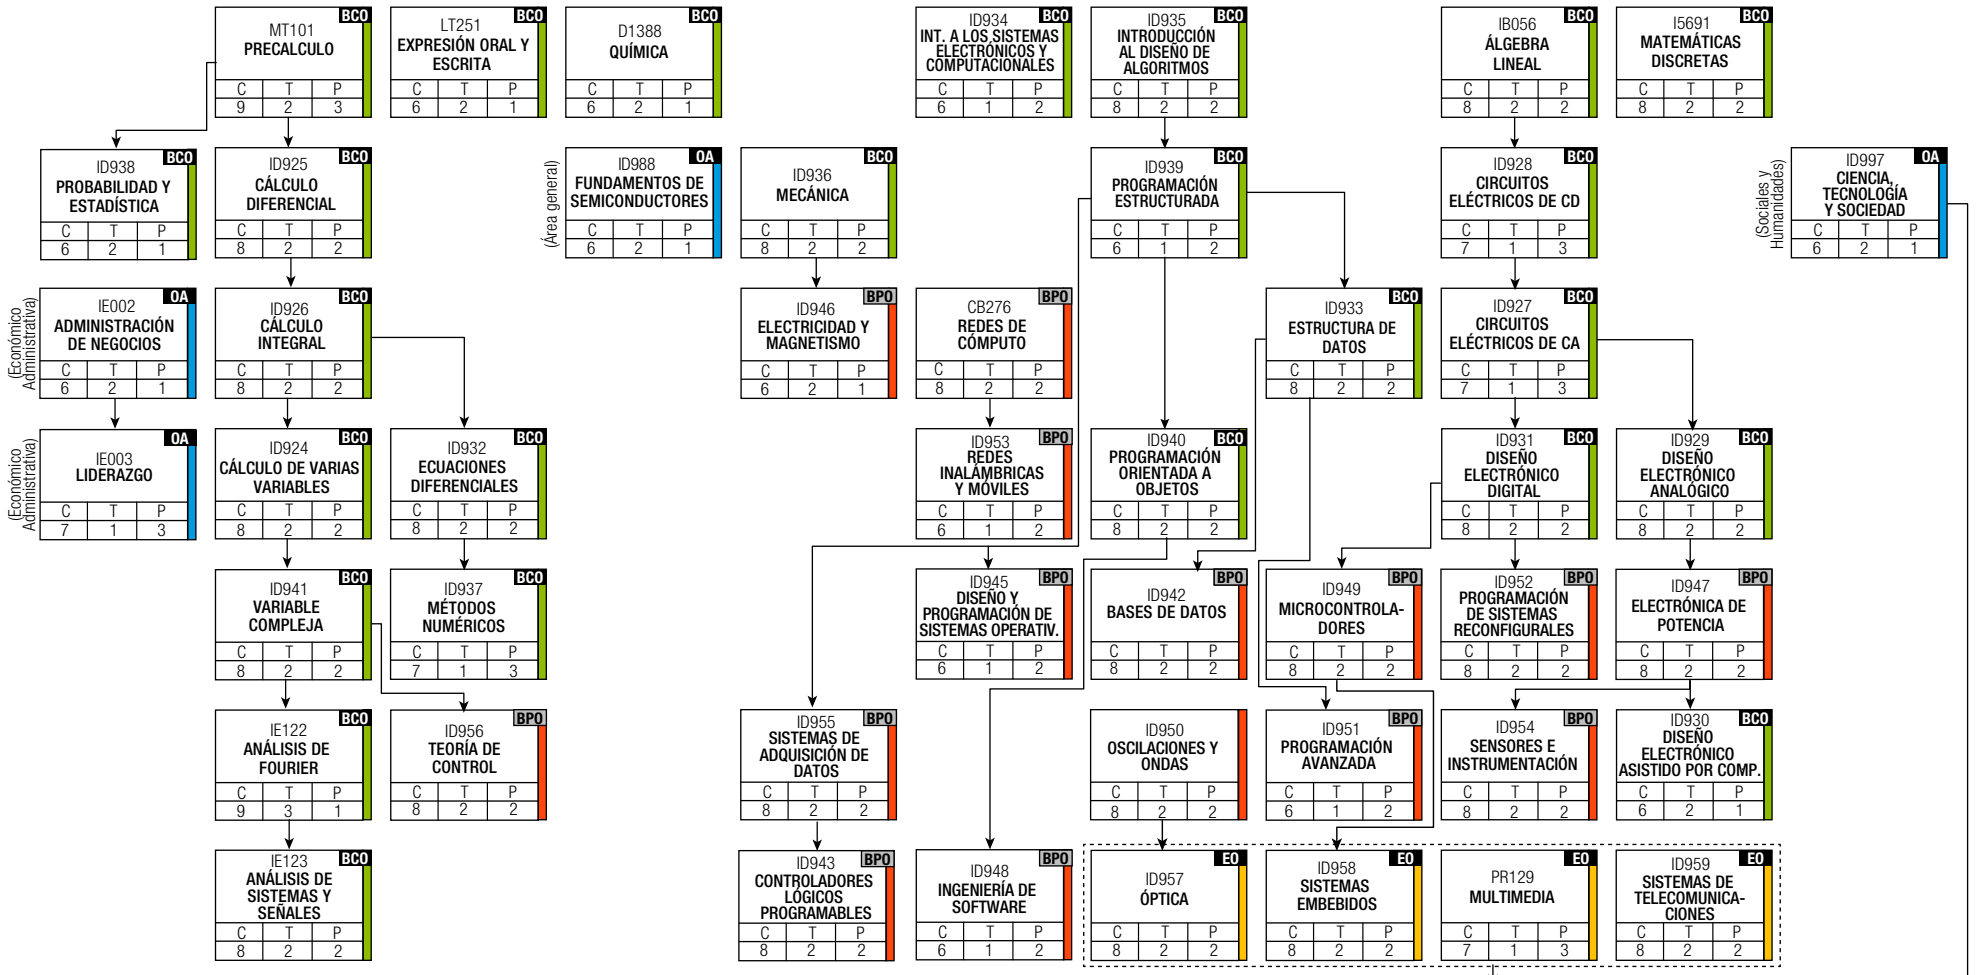 BCO
MT101
PRECALCULO
C T P
9 2 3
BCO
LT251
EXPRESIÓN ORAL Y
ESCRITA
C T P
6 2 1
BCO
D1388
QUÍMICA
C T P
6 2 1
BCO
ID934
INT. A LOS SISTEMAS
ELECTRÓNICOS Y
COMPUTACIONALES
C T P
6 1 2
BCO
ID935
INTRODUCCIÓN
AL DISEÑO DE
ALGORITMOS
C T P
8 2 2
BCO
IB056
ÁLGEBRA
LINEAL
C T P
8 2 2
BCO
I5691
MATEMÁTICAS
DISCRETAS
C T P
8 2 2
BCO
ID938
PROBABILIDAD Y
ESTADÍSTICA
C T P
6 2 1
BCO
ID925
CÁLCULO
DIFERENCIAL
C T P
8 2 2
(Área general)
OA
ID988
FUNDAMENTOS DE
SEMICONDUCTORES
C T P
6 2 1
BCO
ID936
MECÁNICA
C T P
8 2 2
BCO
ID939
PROGRAMACIÓN
ESTRUCTURADA
C T P
6 1 2
BCO
ID928
CIRCUITOS
ELÉCTRICOS DE CD
C T P
7 1 3
(Sociales y
Humanidades)
OA
ID997
CIENCIA,
TECNOLOGÍA
Y SOCIEDAD
C T P
6 2 1
(Económico
Administrativa)
OA
IE002
ADMINISTRACIÓN
DE NEGOCIOS
C T P
6 2 1
BCO
ID926
CÁLCULO
INTEGRAL
C T P
8 2 2
BPO
ID946
ELECTRICIDAD Y
MAGNETISMO
C T P
6 2 1
BPO
CB276
REDES DE
CÓMPUTO
C T P
8 2 2
BCO
ID933
ESTRUCTURA DE
DATOS
C T P
8 2 2
BCO
ID927
CIRCUITOS
ELÉCTRICOS DE CA
C T P
7 1 3
(Económico
Administrativa)
OA
IE003
LIDERAZGO
C T P
7 1 3
BCO
ID924
CÁLCULO DE VARIAS
VARIABLES
C T P
8 2 2
BCO
ID932
ECUACIONES
DIFERENCIALES
C T P
8 2 2
BPO
ID953
REDES
INALÁMBRICAS
Y MÓVILES
C T P
6 1 2
BCO
ID940
PROGRAMACIÓN
ORIENTADA A
OBJETOS
C T P
8 2 2
BCO
ID931
DISEÑO
ELECTRÓNICO
DIGITAL
C T P
8 2 2
BCO
ID929
DISEÑO
ELECTRÓNICO
ANALÓGICO
C T P
8 2 2
BCO
ID941
VARIABLE
COMPLEJA
C T P
8 2 2
BCO
ID937
MÉTODOS
NUMÉRICOS
C T P
7 1 3
BPO
ID945
DISEÑO Y
PROGRAMACIÓN DE
SISTEMAS OPERATIV.
C T P
6 1 2
BPO
ID942
BASES DE DATOS
C T P
8 2 2
BPO
ID949
MICROCONTROLA-
DORES
C T P
8 2 2
BPO
ID952
PROGRAMACIÓN
DE SISTEMAS
RECONFIGURALES
C T P
8 2 2
BPO
ID947
ELECTRÓNICA DE
POTENCIA
C T P
8 2 2
BCO
IE122
ANÁLISIS DE
FOURIER
C T P
9 3 1
BPO
ID956
TEORÍA DE
CONTROL
C T P
8 2 2
BPO
ID955
SISTEMAS DE
ADQUISICIÓN DE
DATOS
C T P
8 2 2
ID950
OSCILACIONES Y
ONDAS
C T P
8 2 2
BPO
ID951
PROGRAMACIÓN
AVANZADA
C T P
6 1 2
BPO
ID954
SENSORES E
INSTRUMENTACIÓN
C T P
8 2 2
BCO
ID930
DISEÑO
ELECTRÓNICO
ASISTIDO POR COMP.
C T P
6 2 1
BCO
IE123
ANÁLISIS DE
SISTEMAS Y
SEÑALES
C T P
8 2 2
BPO
ID943
CONTROLADORES
LÓGICOS
PROGRAMABLES
C T P
8 2 2
BPO
ID948
INGENIERÍA DE
SOFTWARE
C T P
6 1 2
EO
ID957
ÓPTICA
C T P
8 2 2
EO
ID958
SISTEMAS
EMBEBIDOS
C T P
8 2 2
EO
PR129
MULTIMEDIA
C T P
7 1 3
EO
ID959
SISTEMAS DE
TELECOMUNICA-
CIONES
C T P
8 2 2